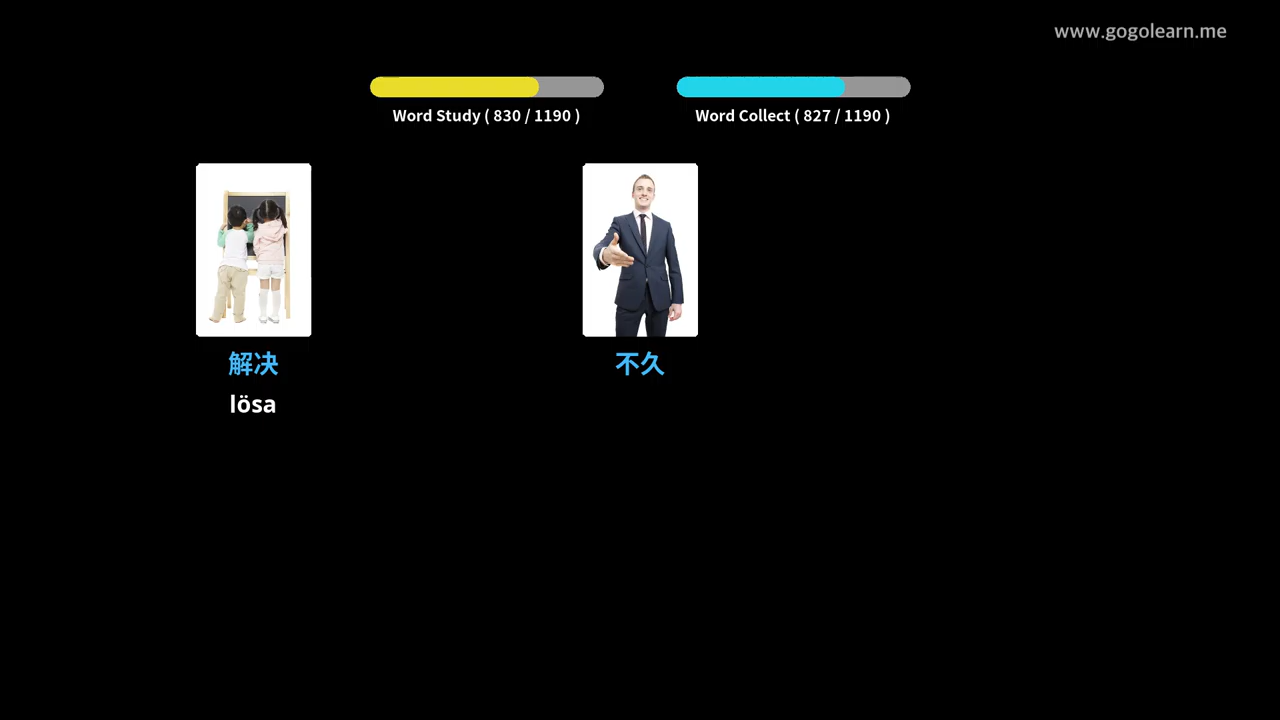 www.gogolearn.me
Word Study ( 830 / 1190 )
Word Collect ( 827 / 1190 )
解决
不久
lösa